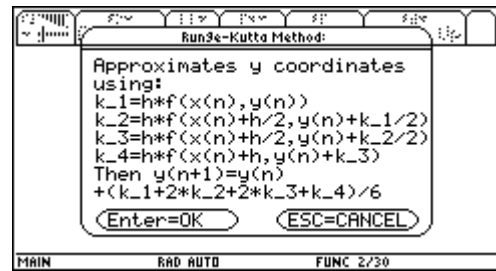 Runge-Kutta Method:
Approximates y coordinates
using:
k_1=h*f(x(n),y(n))
k_2=h*f(x(n)+h/2,y(n)+k_1/2)
k_3=h*f(x(n)+h/2,y(n)+k_2/2)
k_4=h*f(x(n)+h,y(n)+k_3)
Then y(n+1)=y(n)
+(k_1+2*k_2+2*k_3+k_4)/6
Enter=OK ESC=CANCEL
MAIN RAD AUTO FUNC 2/30